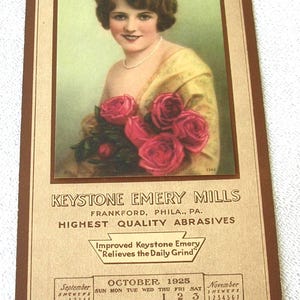 KEYSTONE EMERY MILLS
FRANKFORD, PHILA., PA.
HIGHEST QUALITY ABRASIVES
Improved Keystone Emery
"Relieves the Daily Grind"
September
OCTOBER 1925
November
SUN MON TUE WED THU FRI SAT
1 2 3